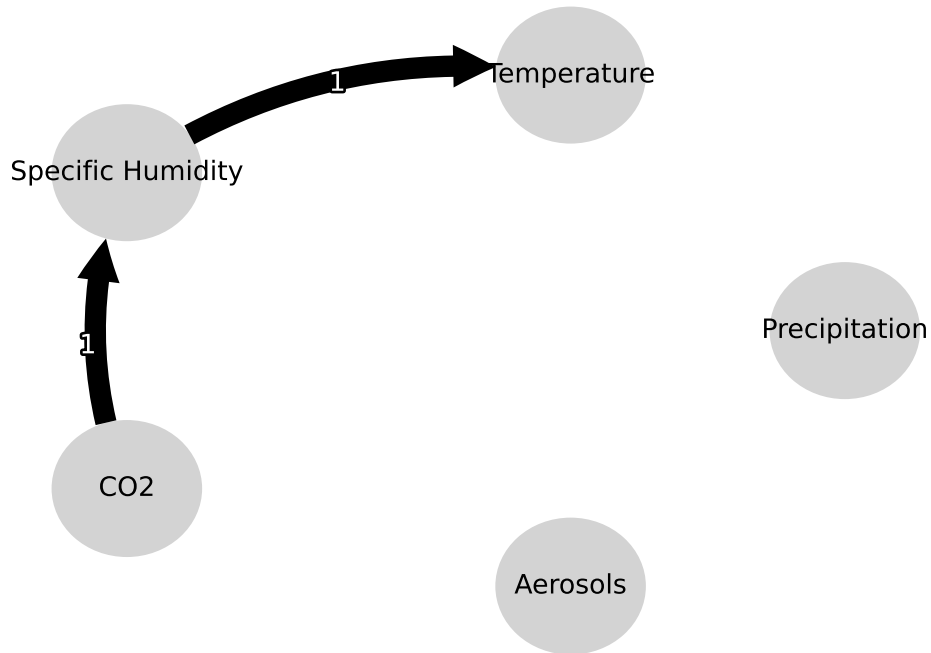 Temperature
1
Specific Humidity
Precipitation
1
CO2
Aerosols